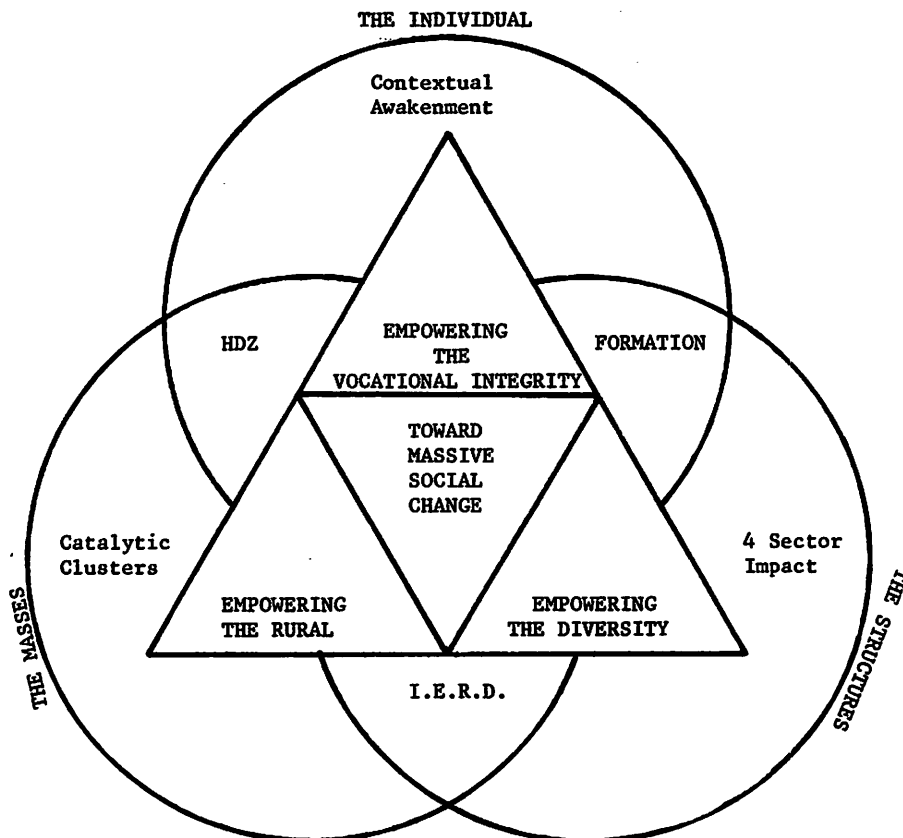 THE INDIVIDUAL
Contextual
Awakenment
HDZ
EMPOWERING
THE
VOCATIONAL INTEGRITY
FORMATION
TOWARD
MASSIVE
SOCIAL
CHANGE
Catalytic
Clusters
4 Sector
Impact
THE MASSES
EMPOWERING
THE RURAL
EMPOWERING
THE DIVERSITY
THE STRUCTURES
I.E.R.D.